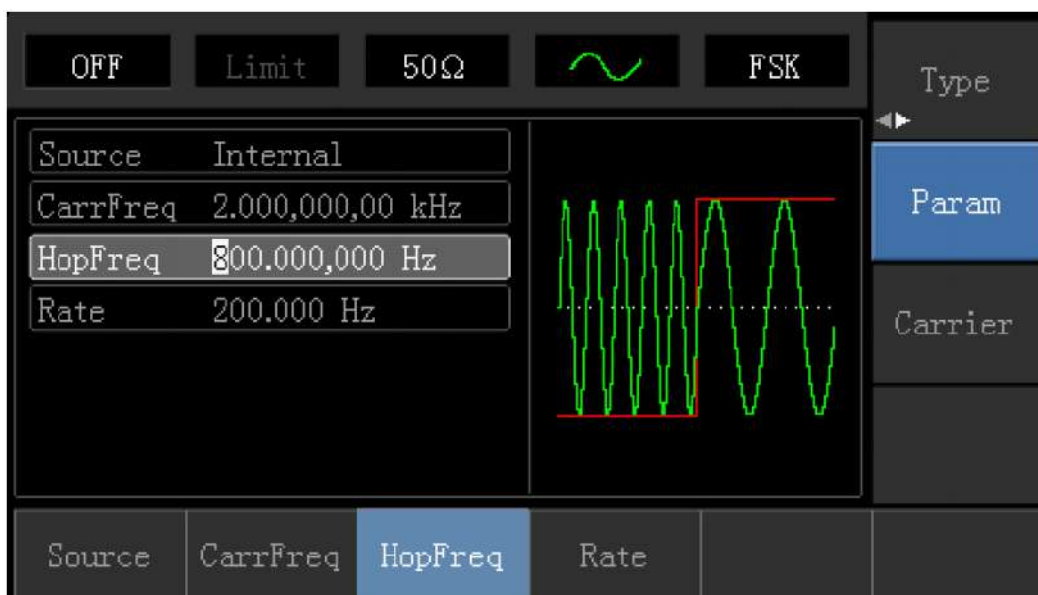 OFF Limit 50Ω FSK
Type
Source Internal
CarrFreq 2.000,000,00 kHz
HopFreq 800.000,000 Hz
Rate 200.000 Hz
Param
Carrier
Source CarrFreq HopFreq Rate